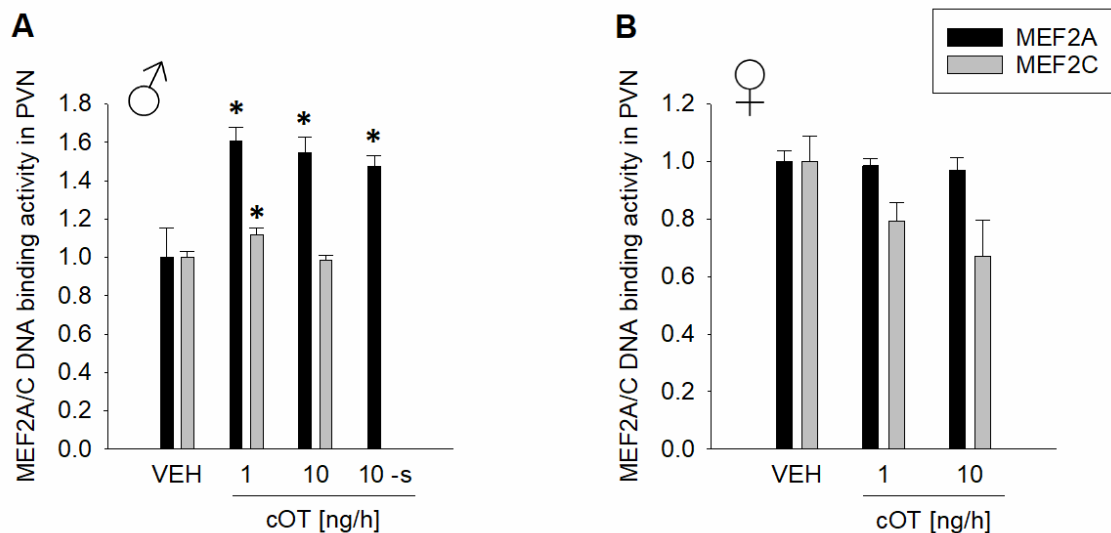 A
MEF2A/C DNA binding activity in PVN
1.8
1.6
1.4
1.2
1.0
0.8
0.6
0.4
0.2
0.0
* * *
*
VEH 1 10 10 -s
cOT [ng/h]
B
MEF2A
MEF2C
MEF2A/C DNA binding activity in PVN
1.2
1.0
0.8
0.6
0.4
0.2
0.0
VEH 1 10
cOT [ng/h]